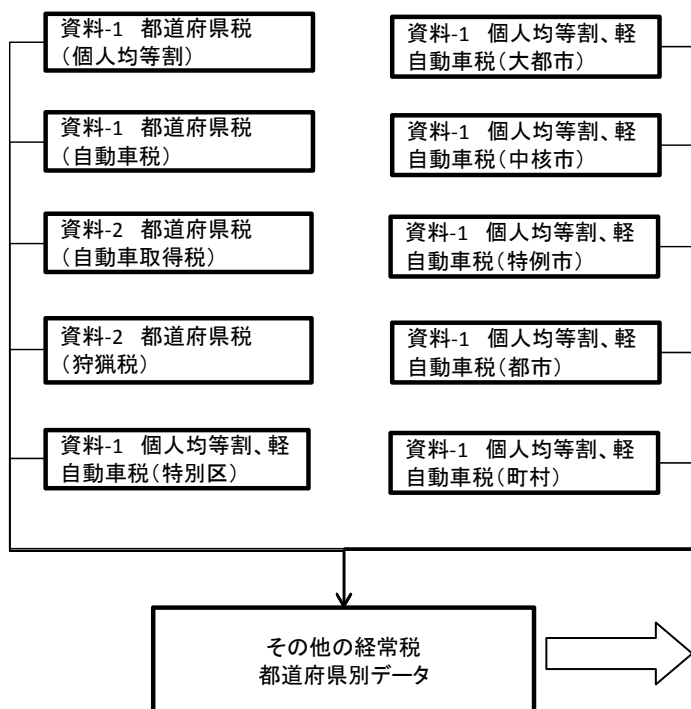 資料-1 都道府県税
（個人均等割）
資料-1 都道府県税
（自動車税）
資料-2 都道府県税
（自動車取得税）
資料-2 都道府県税
（狩猟税）
資料-1 個人均等割、軽
自動車税（特別区）
資料-1 個人均等割、軽
自動車税（大都市）
資料-1 個人均等割、軽
自動車税（中核市）
資料-1 個人均等割、軽
自動車税（特例市）
資料-1 個人均等割、軽
自動車税（都市）
資料-1 個人均等割、軽
自動車税（町村）
その他の経常税
都道府県別データ